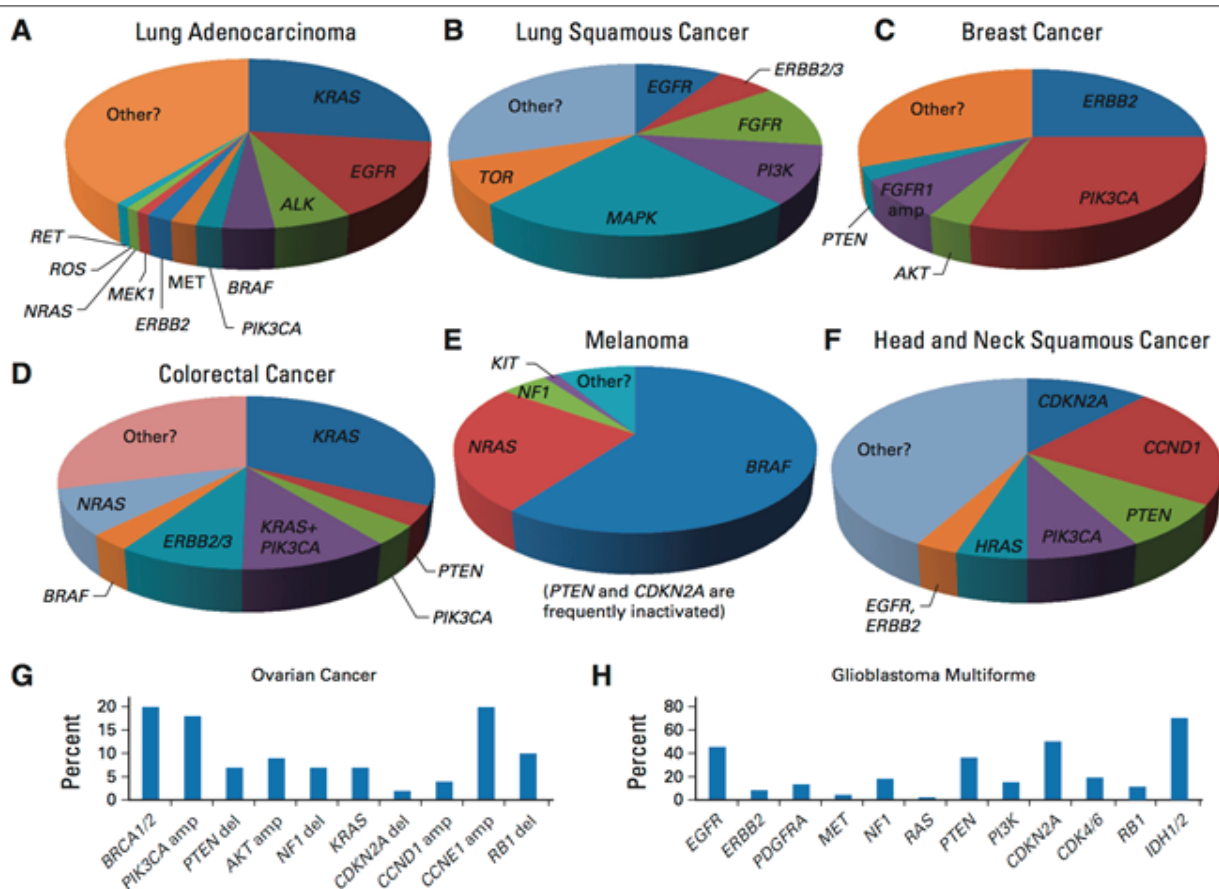 A
Lung Adenocarcinoma
Other?
KRAS
EGFR
ALK
BRAF
PIK3CA
MET
ERBB2
MEK1
NRAS
ROS
RET
B
Lung Squamous Cancer
Other?
EGFR
ERBB2/3
FGFR
PI3K
MAPK
TOR
C
Breast Cancer
Other?
ERBB2
PIK3CA
AKT
FGFR1
amp
PTEN
D
Colorectal Cancer
Other?
KRAS
PTEN
PIK3CA
KRAS+
PIK3CA
ERBB2/3
BRAF
NRAS
E
Melanoma
KIT
Other?
NF1
NRAS
BRAF
(PTEN and CDKN2A are
frequently inactivated)
F
Head and Neck Squamous Cancer
Other?
CDKN2A
CCND1
PTEN
PIK3CA
HRAS
EGFR,
ERBB2
G
Ovarian Cancer
Percent
20
15
10
5
0
BRCA1/2
PIK3CA amp
PTEN del
AKT amp
NF1 del
KRAS
CDKN2A del
CCND1 amp
CCNE1 amp
RB1 del
H
Glioblastoma Multiforme
Percent
80
60
40
20
0
EGFR
ERBB2
PDGFRA
MET
NF1
RAS
PTEN
PI3K
CDKN2A
CDK4/6
RB1
IDH1/2